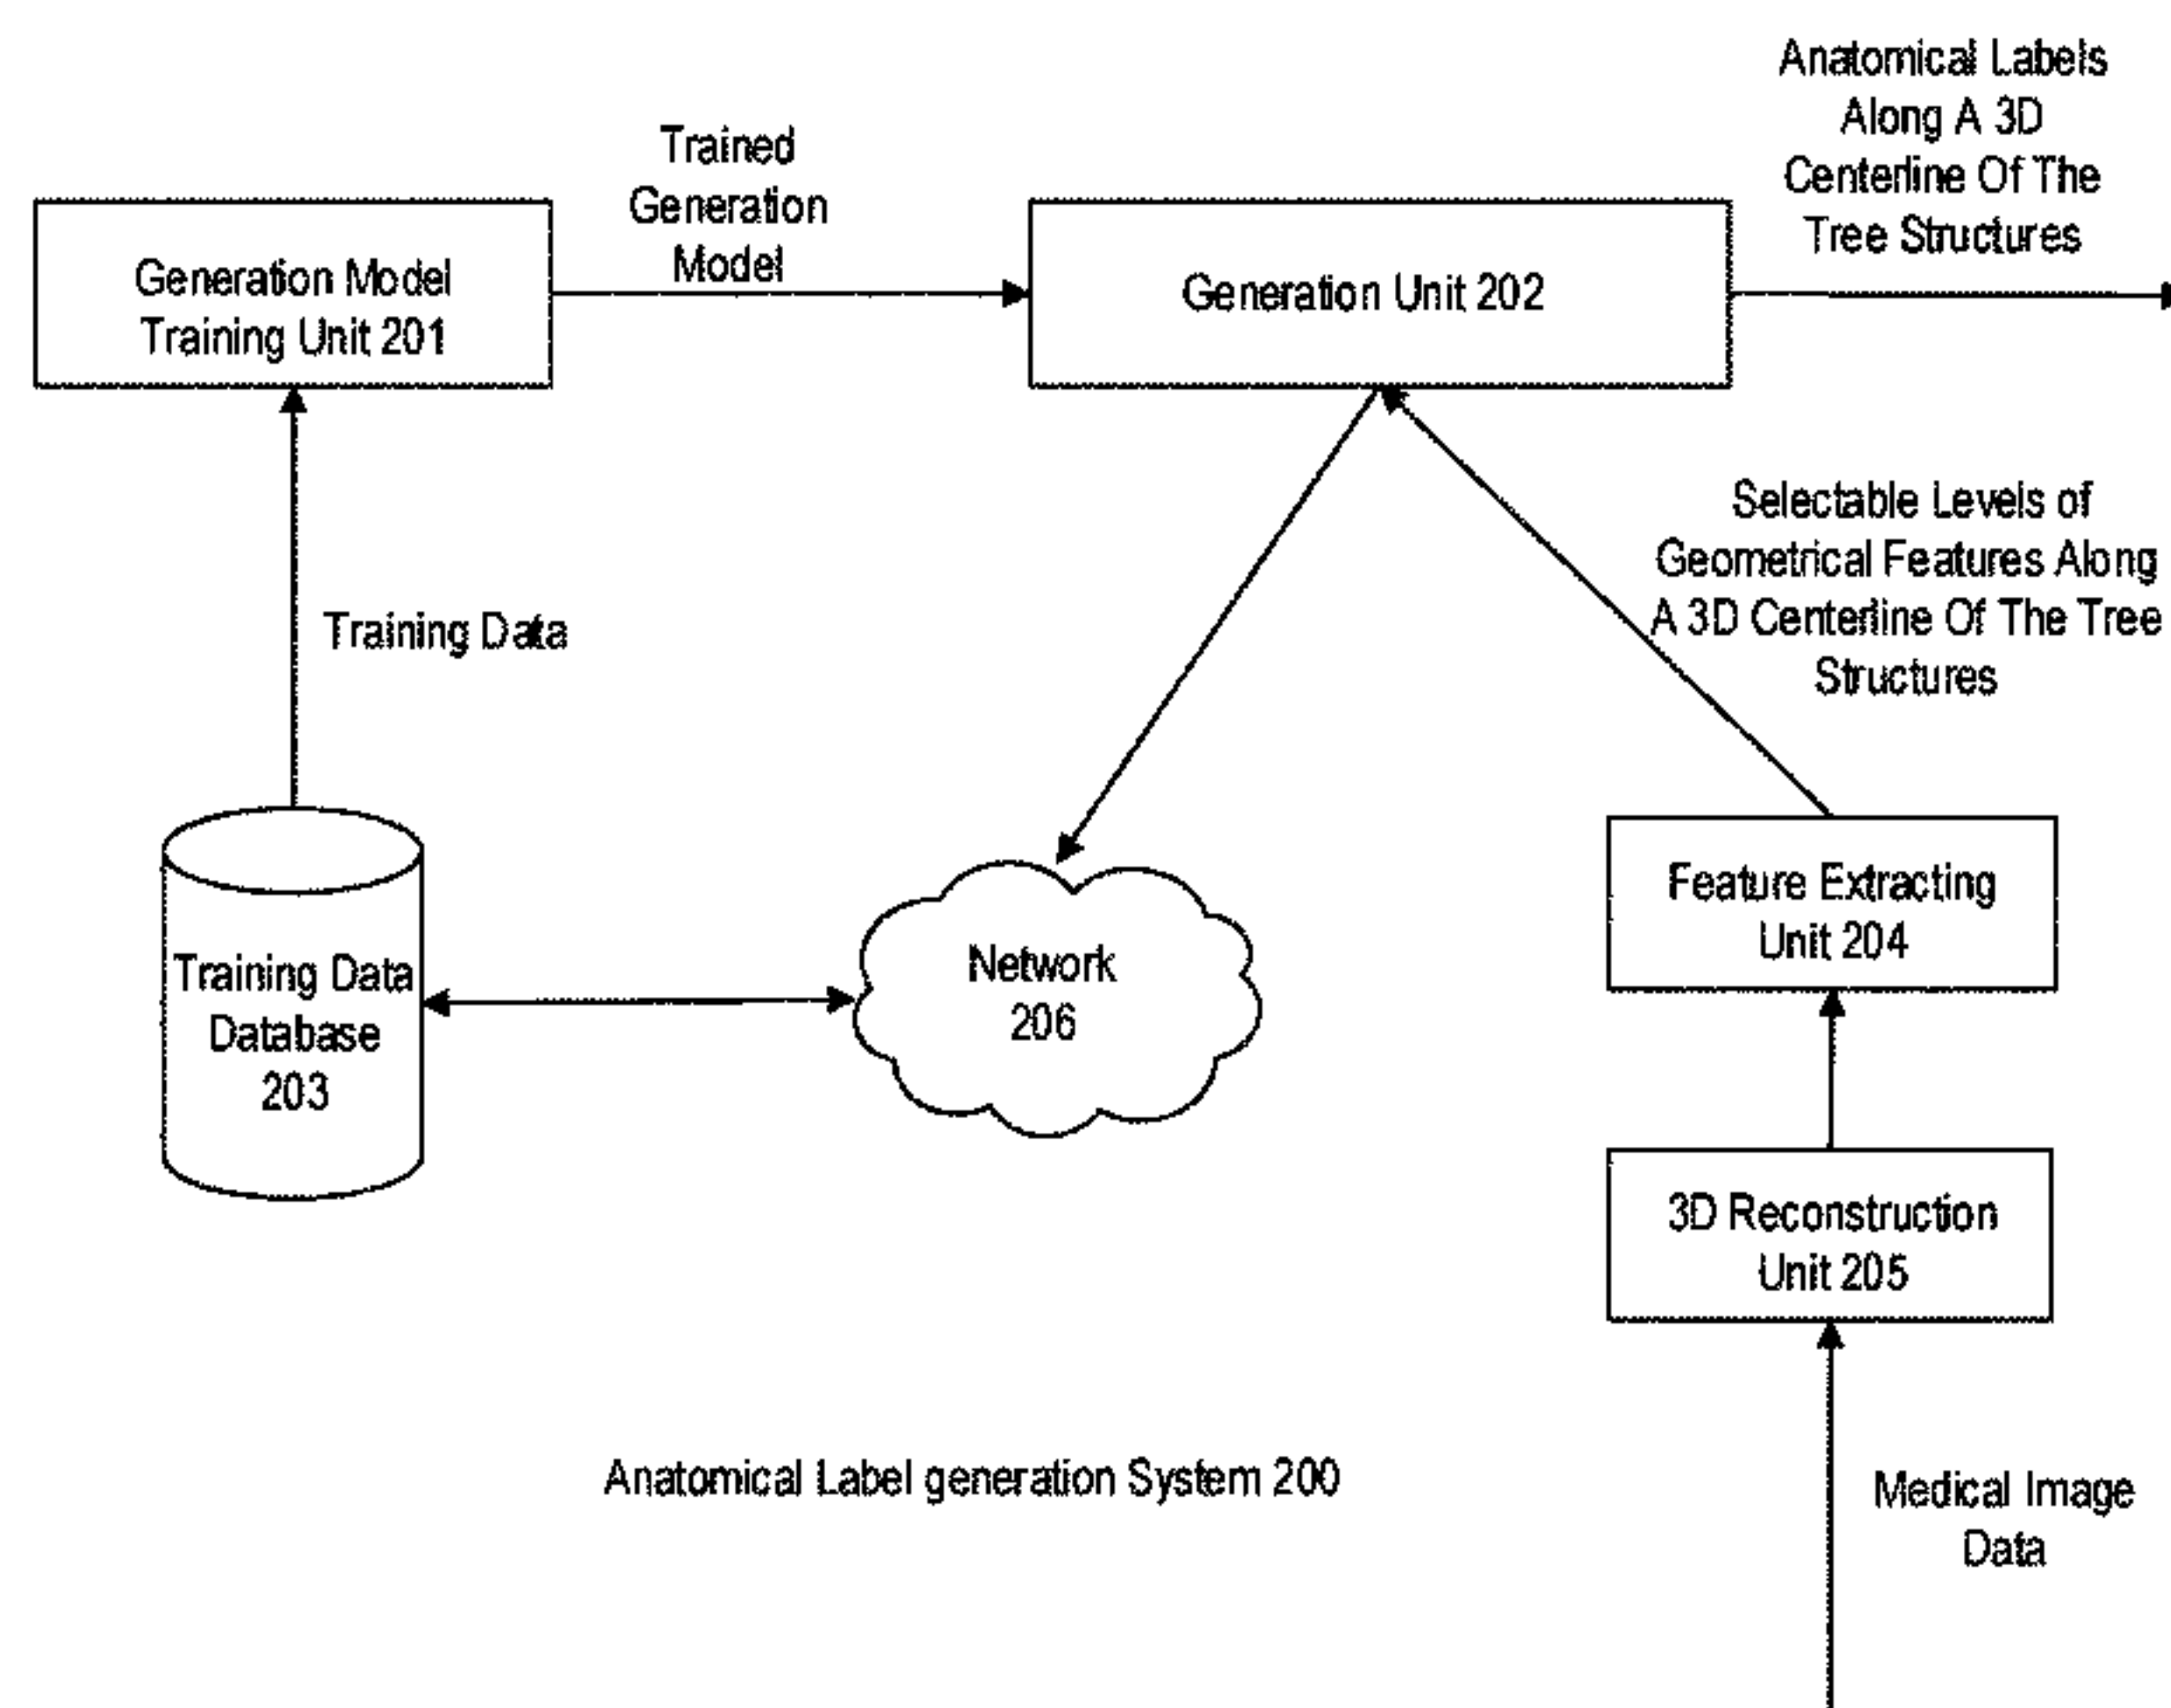 Anatomical Labels
Along A 3D
Centerline Of The
Tree Structures
Trained
Generation
Model
Generation Model
Training Unit 201
Generation Unit 202
Selectable Levels of
Geometrical Features Along
A 3D Centerline Of The Tree
Structures
Training Data
Feature Extracting
Unit 204
Training Data
Database
203
Network
206
3D Reconstruction
Unit 205
Anatomical Label generation System 200
Medical Image
Data